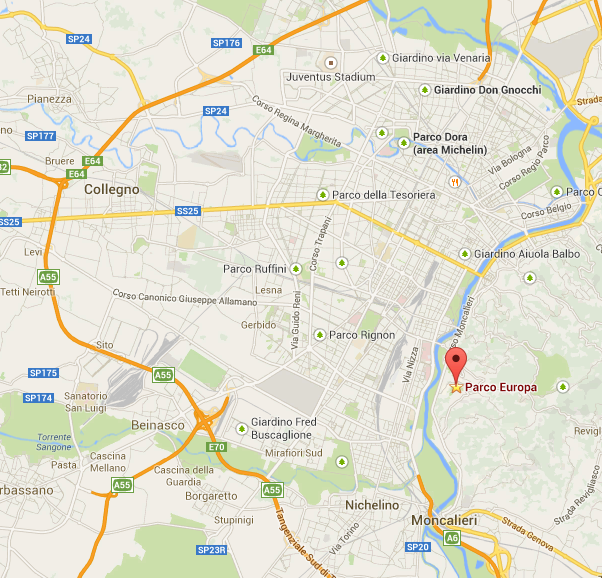 SP24
SP176
E64
Giardino via Venaria
Juventus Stadium
Giardino Don Gnocchi
Pianezza
SP24
Corso Regina Margherita
Strada
SP177
Parco Dora
(area Michelin)
Via Bologna
Corso Regio Parco
Bruere
E64
E64
Collegno
Parco della Tesoriera
Parco C
Corso Belgio
SS25
SS25
Corso Trapani
Levi
Giardino Aiuola Balbo
Parco Ruffini
A55
Tetti Neirotti
Lesna
Corso Canonico Giuseppe Allamano
Via Guido Reni
Gerbido
Parco Rignon
so Moncalieri
Sito
Via Nizza
SP175
A55
Parco Europa
SP174
Sanatorio
San Luigi
Beinasco
Giardino Fred
Buscaglione
Revigl
Torrente
Sangone
E70
Mirafiori Sud
Pasta
Cascina
Mellano
Cascina della
Guardia
A55
A55
rbassano
Borgaretto
Nichelino
Strada Revigliasco
Stupinigi
Moncalieri
Strada Genova
Via Torino
Tangenziale Sud di T
SP23R
SP20
A6